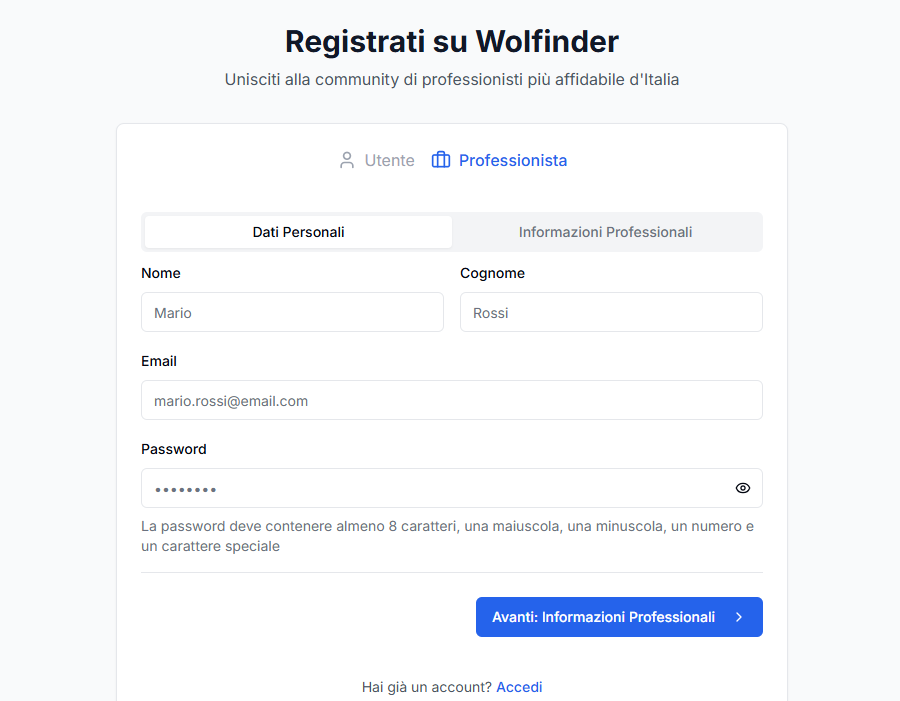 Registrati su Wolfinder
Unisciti alla community di professionisti più affidabile d'Italia
Utente Professionista
Dati Personali Informazioni Professionali
Nome Cognome
Mario Rossi
Email
mario.rossi@email.com
Password
••••••••
La password deve contenere almeno 8 caratteri, una maiuscola, una minuscola, un numero e
un carattere speciale
Avanti: Informazioni Professionali
Hai già un account? Accedi